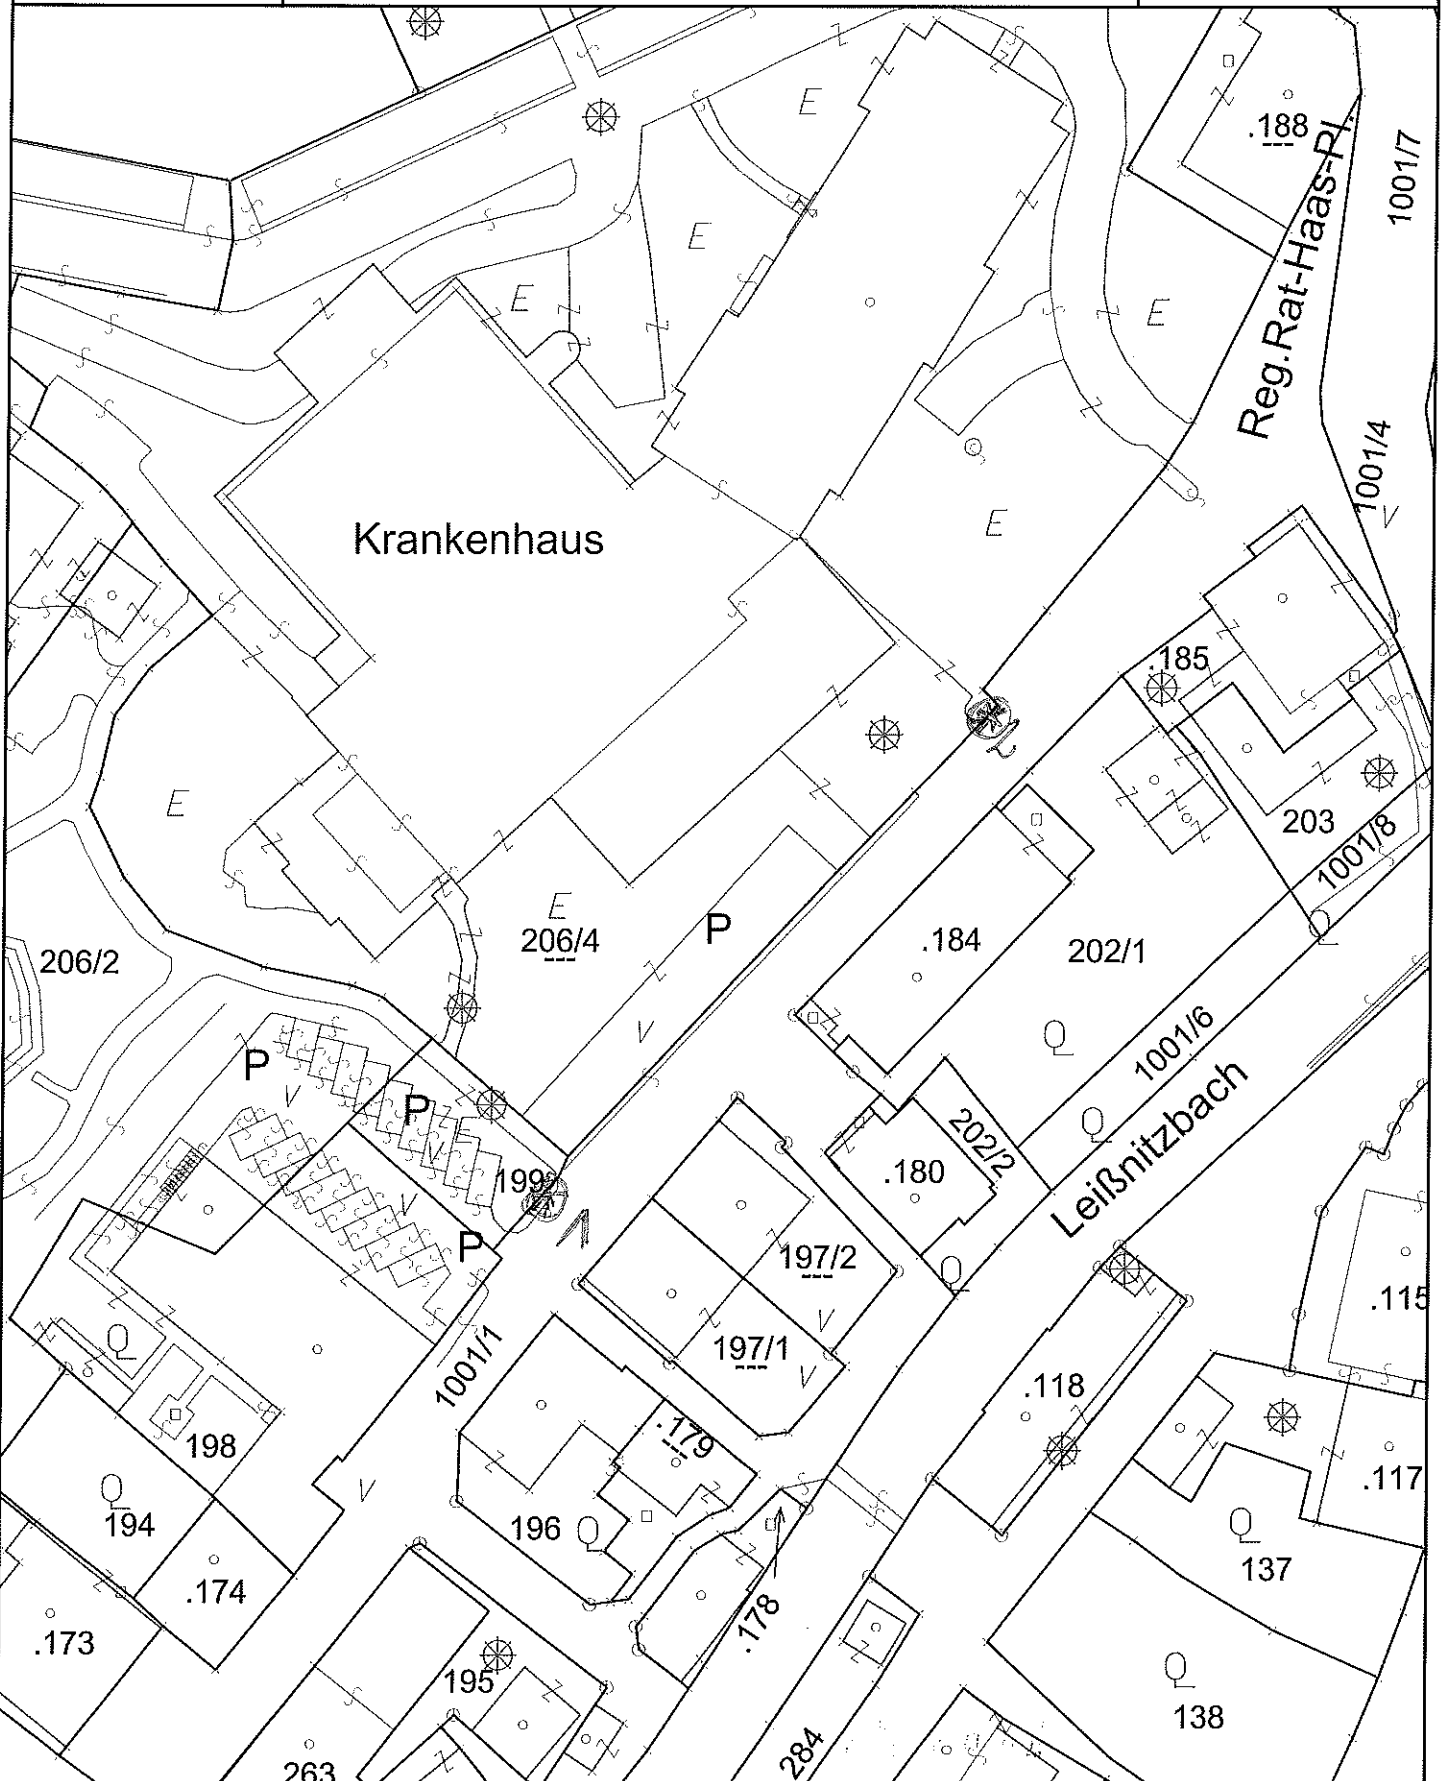 E
.188
1001/7
Reg.Rat-Haas-Pl.
E
E
E
1001/4
V
Krankenhaus
E
.185
E
203
1001/8
E
206/4
P
.184
202/1
206/2
1001/6
P
V
P
V
V
V
Leißnitzbach
202/2
.180
199
1
P
197/2
V
197/1
V
.115
1001/1
.118
.179
198
.117
V
194
196
137
.174
.178
.173
195
138
284
263